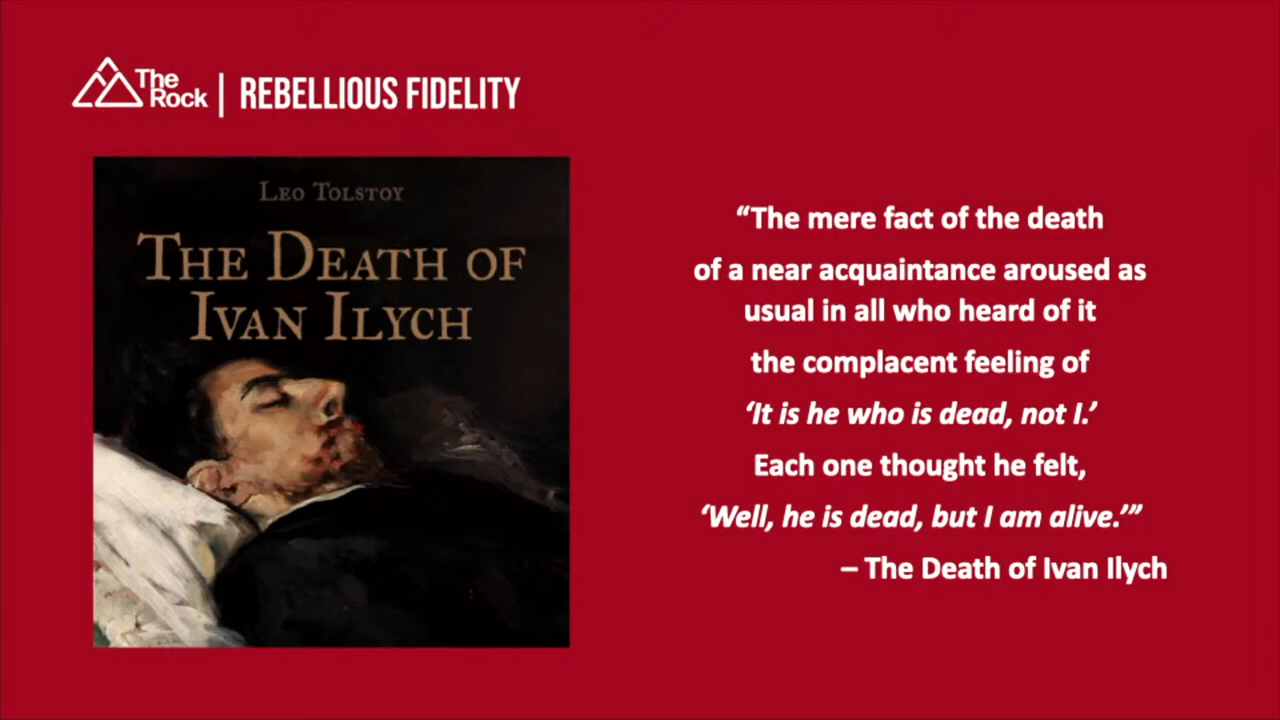 The
Rock | REBELLIOUS FIDELITY
LEO TOLSTOY
THE DEATH OF
IVAN ILYCH
“The mere fact of the death
of a near acquaintance aroused as
usual in all who heard of it
the complacent feeling of
‘It is he who is dead, not I.’
Each one thought he felt,
‘Well, he is dead, but I am alive.’”
– The Death of Ivan Ilych